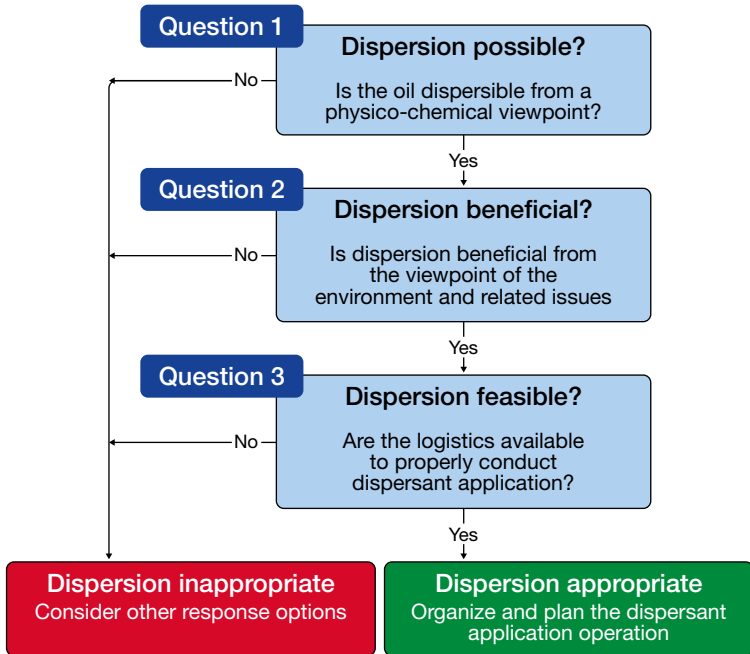 Question 1
Dispersion possible?
No
Is the oil dispersible from a
physico-chemical viewpoint?
Yes
Question 2
Dispersion beneficial?
No
Is dispersion beneficial from
the viewpoint of the
environment and related issues
Yes
Question 3
Dispersion feasible?
No
Are the logistics available
to properly conduct
dispersant application?
Yes
Dispersion inappropriate
Consider other response options
Dispersion appropriate
Organize and plan the dispersant
application operation